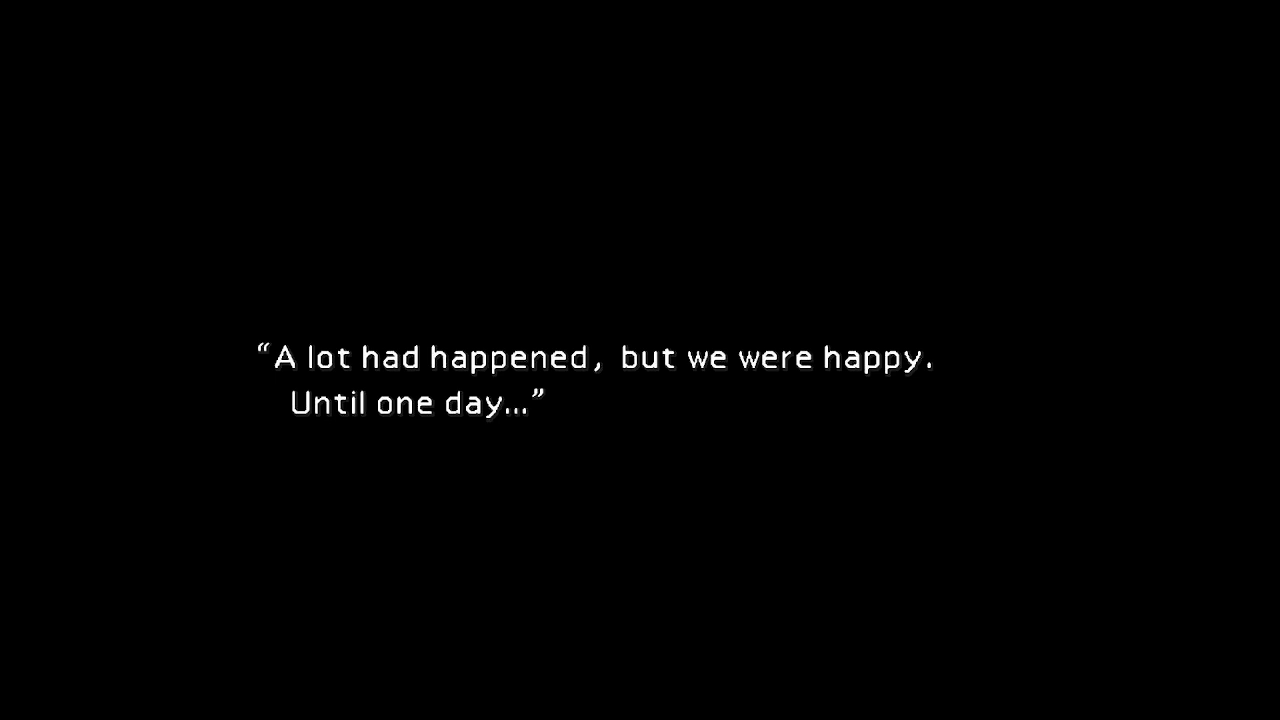 “A lot had happened, but we were happy.
Until one day...”